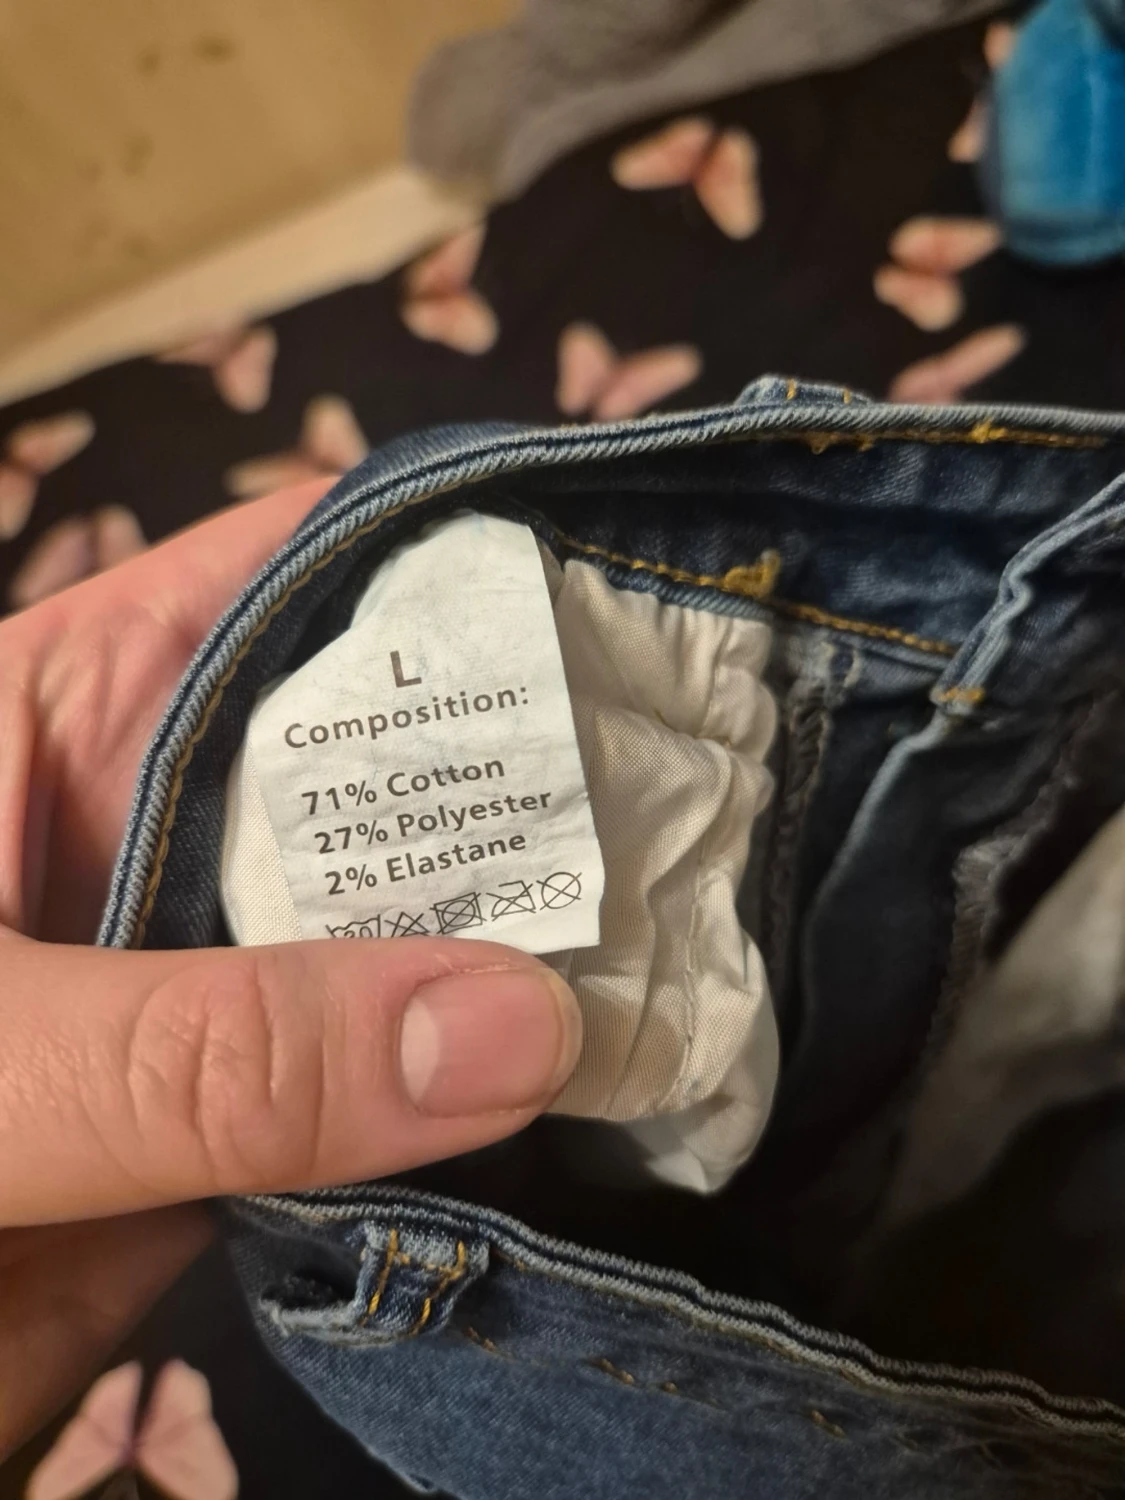 L
Composition:
71% Cotton
27% Polyester
2% Elastane